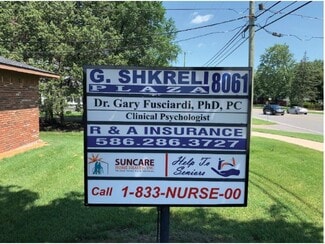 G. SHKRELI 8061
PLAZA
Dr. Gary Fusciardi, PhD, PC
Clinical Psychologist
R & A INSURANCE
586.286.3727
SUNCARE
Help To
Seniors
Call 1-833-NURSE-00